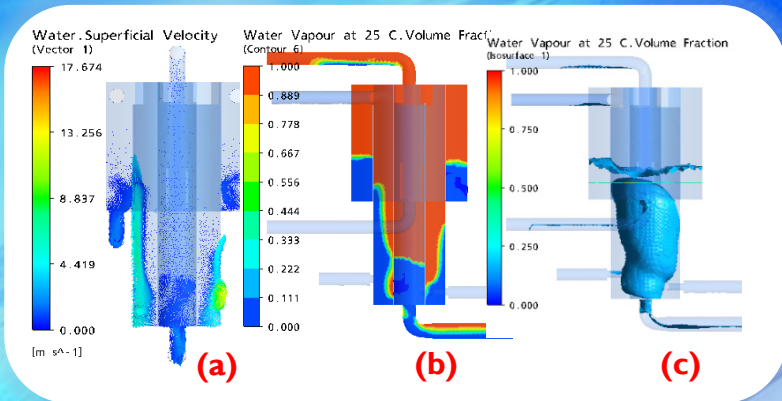 Water.Superficial Velocity
(Vector 1)
17.674
13.256
8.837
4.419
0.000
[m s^-1]
(a)
Water Vapour at 25 C.Volume Fract
(Contour 6)
1.000
0.889
0.778
0.667
0.556
0.444
0.333
0.222
0.111
0.000
(b)
Water Vapour at 25 C.Volume Fraction
(Isosurface 1)
1.000
0.750
0.500
0.250
0.000
(c)